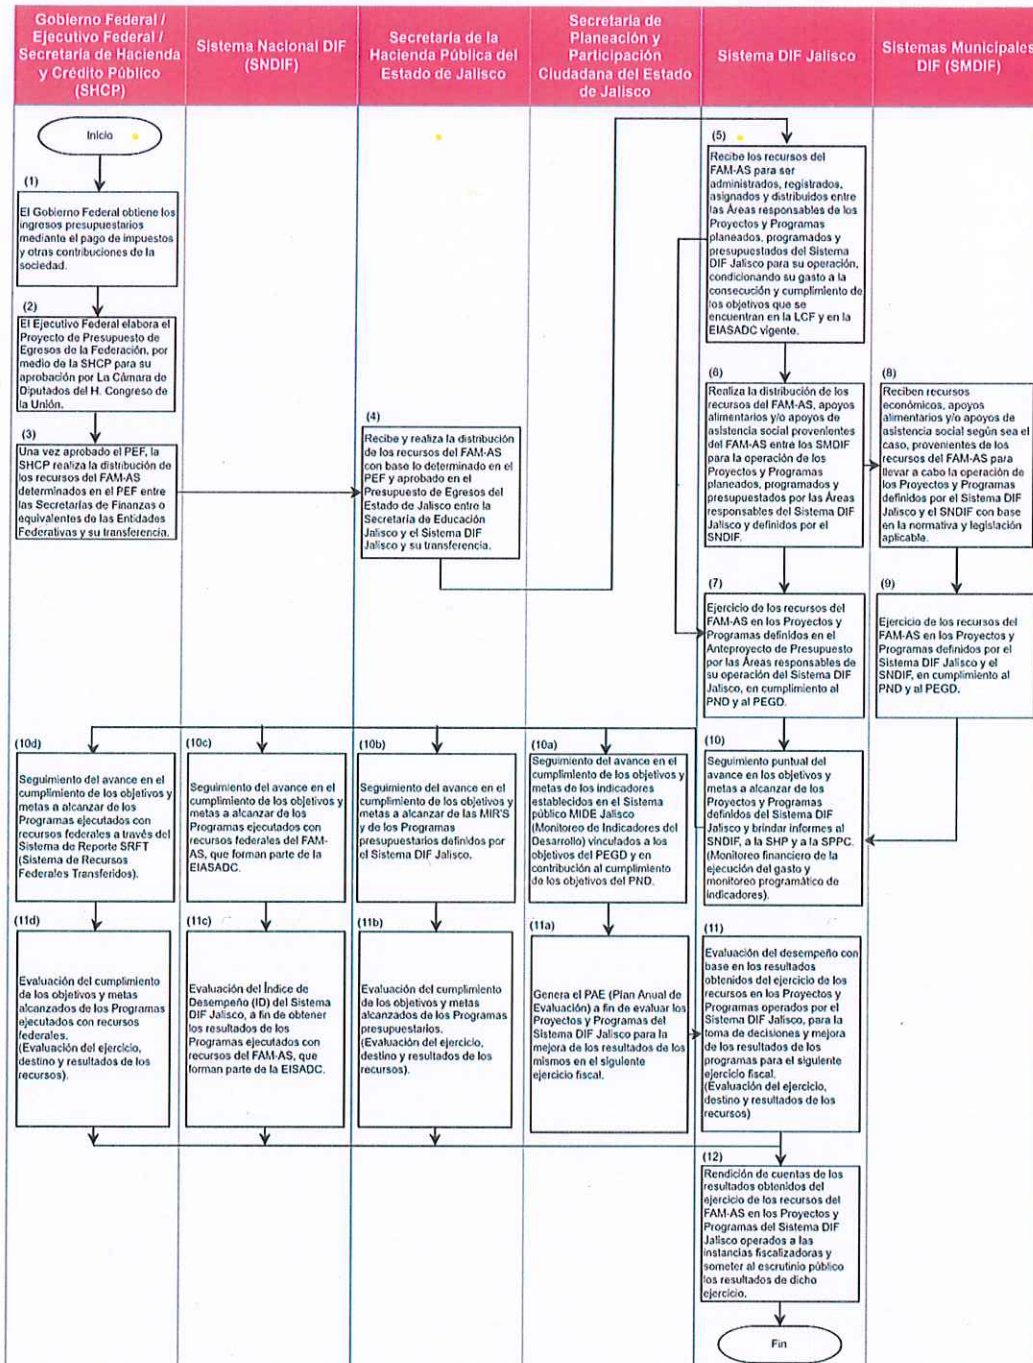 Gobierno Federal /
Ejecutivo Federal /
Secretaría de Hacienda
y Crédito Público
(SHCP)
Sistema Nacional DIF
(SNDIF)
Secretaría de la
Hacienda Pública del
Estado de Jalisco
Secretaría de
Planeación y
Participación
Ciudadana del Estado
de Jalisco
Sistema DIF Jalisco
Sistemas Municipales
DIF (SMDIF)
Inicio
(1)
El Gobierno Federal obtiene los
ingresos presupuestarios
mediante el pago de impuestos
y otras contribuciones de la
sociedad.
(2)
El Ejecutivo Federal elabora el
Proyecto de Presupuesto de
Egresos de la Federación, por
medio de la SHCP para su
aprobación por La Cámara de
Diputados del H. Congreso de
la Unión.
(3)
Una vez aprobado el PEF, la
SHCP realiza la distribución de
los recursos del FAM-AS
determinados en el PEF entre
las Secretarías de Finanzas o
equivalentes de las Entidades
Federativas y su transferencia.
(4)
Recibe y realiza la distribución
de los recursos del FAM-AS
con base lo determinado en el
PEF y aprobado en el
Presupuesto de Egresos del
Estado de Jalisco entre la
Secretaría de Educación
Jalisco y el Sistema DIF
Jalisco y su transferencia.
(5)
Recibe los recursos del
FAM-AS para ser
administrados, registrados,
asignados y distribuidos entre
las Áreas responsables de los
Proyectos y Programas
planeados, programados y
presupuestados del Sistema
DIF Jalisco para su operación,
condicionando su gasto a la
consecución y cumplimiento de
los objetivos que se
encuentran en la LCF y en la
EIASADC vigente.
(6)
Realiza la distribución de los
recursos del FAM-AS, apoyos
alimentarios y/o apoyos de
asistencia social provenientes
del FAM-AS entre los SMDIF
para la operación de los
Proyectos y Programas
planeados, programados y
presupuestados por las Áreas
responsables del Sistema DIF
Jalisco y definidos por el
SNDIF.
(8)
Reciben recursos
económicos, apoyos
alimentarios y/o apoyos de
asistencia social según sea el
caso, provenientes de los
recursos del FAM-AS para
llevar a cabo la operación de
los Proyectos y Programas
definidos por el Sistema DIF
Jalisco y el SNDIF con base
en la normativa y legislación
aplicable.
(7)
Ejercicio de los recursos del
FAM-AS en los Proyectos y
Programas definidos en el
Anteproyecto de Presupuesto
por las Áreas responsables de
su operación del Sistema DIF
Jalisco, en cumplimiento al
PND y al PEGD.
(9)
Ejercicio de los recursos del
FAM-AS en los Proyectos y
Programas definidos por el
Sistema DIF Jalisco y el
SNDIF, en cumplimiento al
PND y al PEGD.
(10d)
Seguimiento del avance en el
cumplimiento de los objetivos y
metas a alcanzar de los
Programas ejecutados con
recursos federales a través del
Sistema de Reporte SRFT
(Sistema de Recursos
Federales Transferidos).
(10c)
Seguimiento del avance en el
cumplimiento de los objetivos y
metas a alcanzar de los
Programas ejecutados con
recursos federales del FAM-
AS, que forman parte de la
EIASADC.
(10b)
Seguimiento del avance en el
cumplimiento de los objetivos y
metas a alcanzar de las MIR'S
y de los Programas
presupuestarios definidos por
el Sistema DIF Jalisco.
(10a)
Seguimiento del avance en el
cumplimiento de los objetivos y
metas de los indicadores
establecidos en el Sistema
público MIDE Jalisco
(Monitoreo de Indicadores del
Desarrollo) vinculados a los
objetivos del PEGD y en
contribución al cumplimiento
de los objetivos del PND.
(10)
Seguimiento puntual del
avance en los objetivos y
metas a alcanzar de los
Proyectos y Programas
definidos del Sistema DIF
Jalisco y brindar informes al
SNDIF, a la SHP y a la SPPC.
(Monitoreo financiero de la
ejecución del gasto y
monitoreo programático de
indicadores).
(11d)
Evaluación del cumplimiento
de los objetivos y metas
alcanzados de los Programas
ejecutados con recursos
federales.
(Evaluación del ejercicio,
destino y resultados de los
recursos).
(11c)
Evaluación del Índice de
Desempeño (ID) del Sistema
DIF Jalisco, a fin de obtener
los resultados de los
Programas ejecutados con
recursos del FAM-AS, que
forman parte de la EISADC.
(11b)
Evaluación del cumplimiento
de los objetivos y metas
alcanzados de los Programas
presupuestarios.
(Evaluación del ejercicio,
destino y resultados de los
recursos).
(11a)
Genera el PAE (Plan Anual de
Evaluación) a fin de evaluar los
Proyectos y Programas del
Sistema DIF Jalisco para la
mejora de los resultados de los
mismos en el siguiente
ejercicio fiscal.
(11)
Evaluación del desempeño con
base en los resultados
obtenidos del ejercicio de los
recursos en los Proyectos y
Programas operados por el
Sistema DIF Jalisco, para la
toma de decisiones y mejora
de los resultados de los
programas para el siguiente
ejercicio fiscal.
(Evaluación del ejercicio,
destino y resultados de los
recursos)
(12)
Rendición de cuentas de los
resultados obtenidos del
ejercicio de los recursos del
FAM-AS en los Proyectos y
Programas del Sistema DIF
Jalisco operados a las
instancias fiscalizadoras y
someter al escrutinio público
los resultados de dicho
ejercicio.
Fin